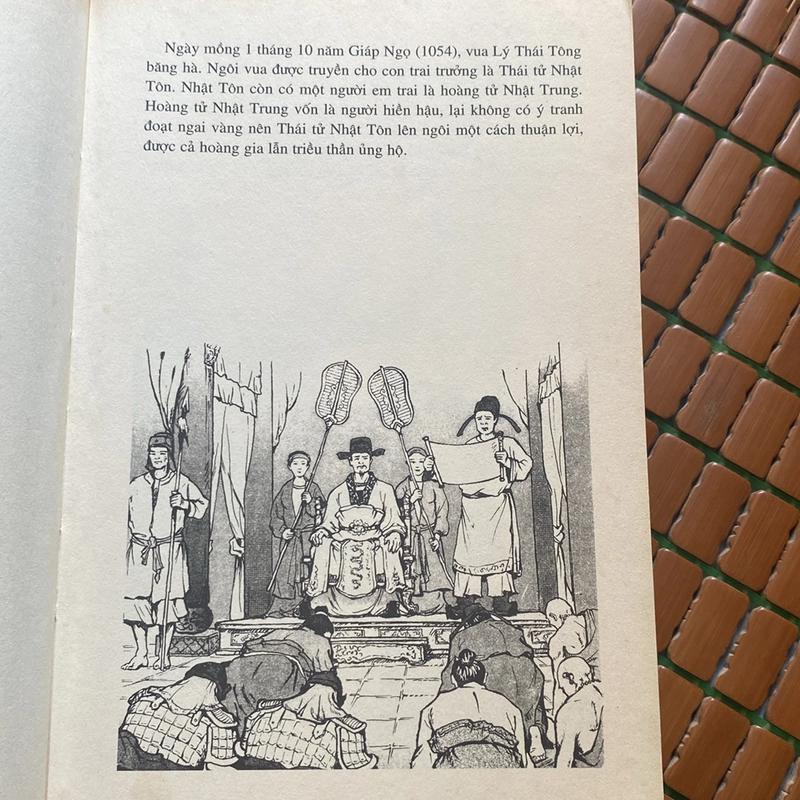 Ngày mồng 1 tháng 10 năm Giáp Ngọ (1054), vua Lý Thái Tông
băng hà. Ngôi vua được truyền cho con trai trưởng là Thái tử Nhật
Tôn. Nhật Tôn còn có một người em trai là hoàng tử Nhật Trung.
Hoàng tử Nhật Trung vốn là người hiền hậu, lại không có ý tranh
đoạt ngai vàng nên Thái tử Nhật Tôn lên ngôi một cách thuận lợi,
được cả hoàng gia lẫn triều thần ủng hộ.